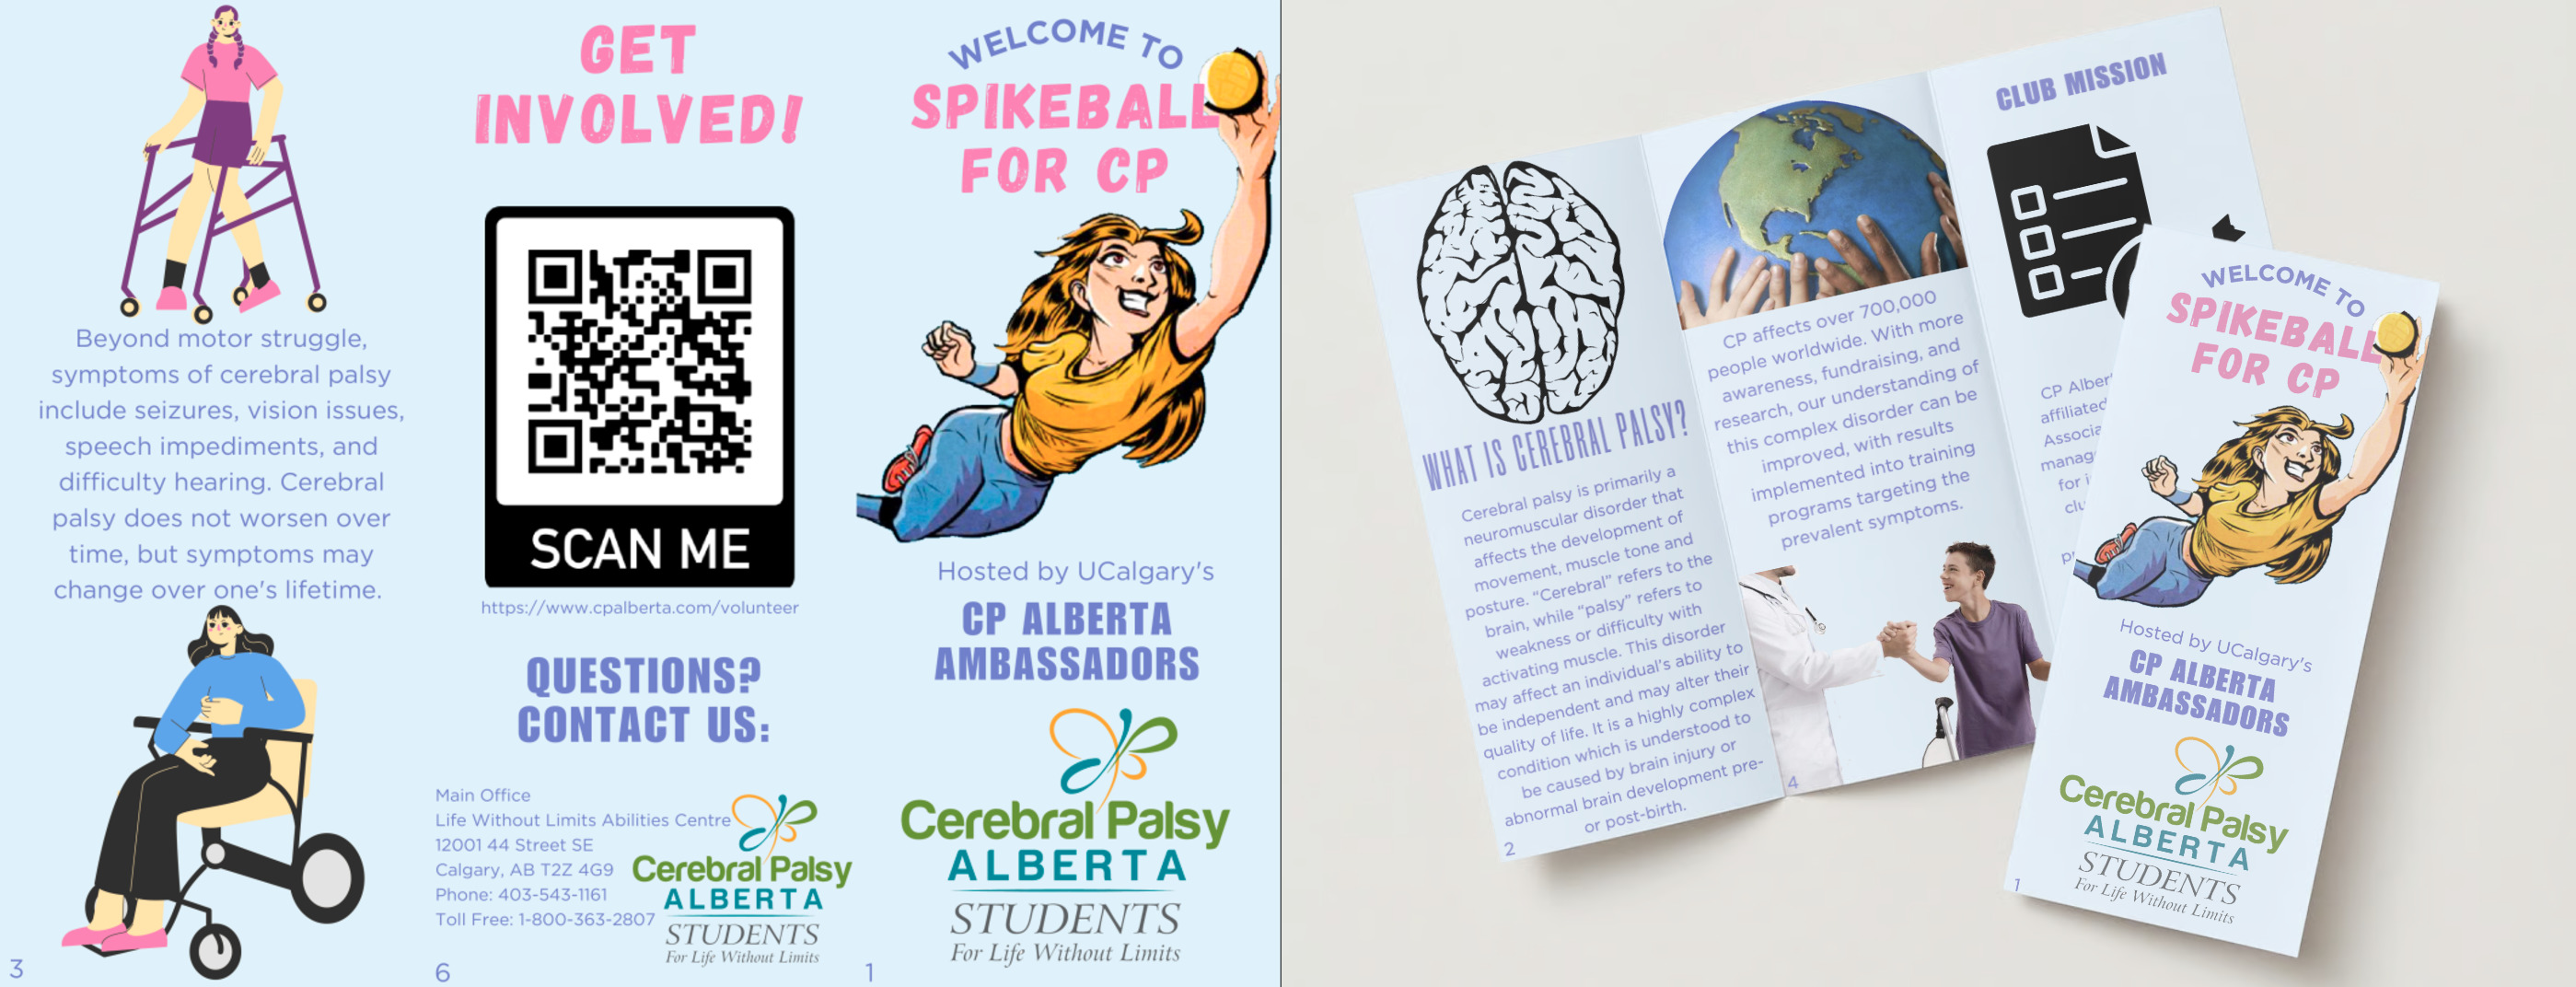 Beyond motor struggle,
symptoms of cerebral palsy
include seizures, vision issues,
speech impediments, and
difficulty hearing. Cerebral
palsy does not worsen over
time, but symptoms may
change over one's lifetime.
3
GET
INVOLVED!
SCAN ME
https://www.cpalberta.com/volunteer
QUESTIONS?
CONTACT US:
Main Office
Life Without Limits Abilities Centre
12001 44 Street SE
Calgary, AB T2Z 4G9
Phone: 403-543-1161
Toll Free: 1-800-363-2807
Cerebral Palsy
ALBERTA
STUDENTS
For Life Without Limits
6
WELCOME TO
SPIKEBALL
FOR CP
Hosted by UCalgary's
CP ALBERTA
AMBASSADORS
Cerebral Palsy
ALBERTA
STUDENTS
For Life Without Limits
1
WHAT IS CEREBRAL PALSY?
Cerebral palsy is primarily a
neuromuscular disorder that
affects the development of
movement, muscle tone and
posture. “Cerebral” refers to the
brain, while “palsy” refers to
weakness or difficulty with
activating muscle. This disorder
may affect an individual's ability to
be independent and may alter their
quality of life. It is a highly complex
condition which is understood to
be caused by brain injury or
abnormal brain development pre-
or post-birth.
2
CP affects over 700,000
people worldwide. With more
awareness, fundraising, and
research, our understanding of
this complex disorder can be
improved, with results
implemented into training
programs targeting the
prevalent symptoms.
4
CLUB MISSION
CP
affiliated
for
WELCOME TO
SPIKEBALL
FOR CP
Hosted by UCalgary's
CP ALBERTA
AMBASSADORS
Cerebral Palsy
ALBERTA
STUDENTS
For Life Without Limits
1